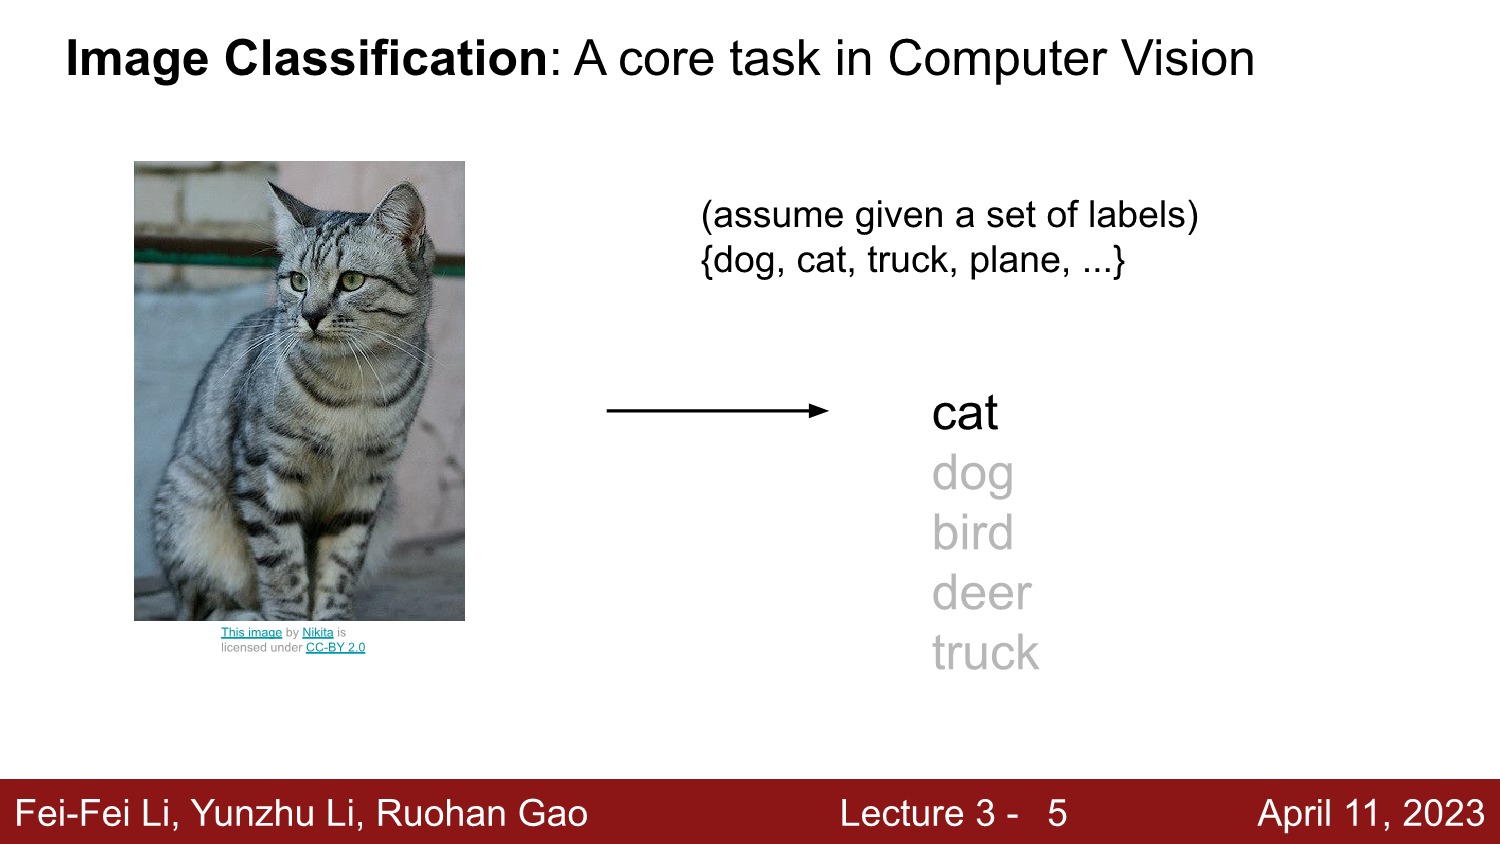 Image Classification: A core task in Computer Vision
(assume given a set of labels)
{dog, cat, truck, plane, ...}
cat
dog
bird
deer
truck
This image by Nikita is
licensed under CC-BY 2.0
Fei-Fei Li, Yunzhu Li, Ruohan Gao
Lecture 3 - 5
April 11, 2023